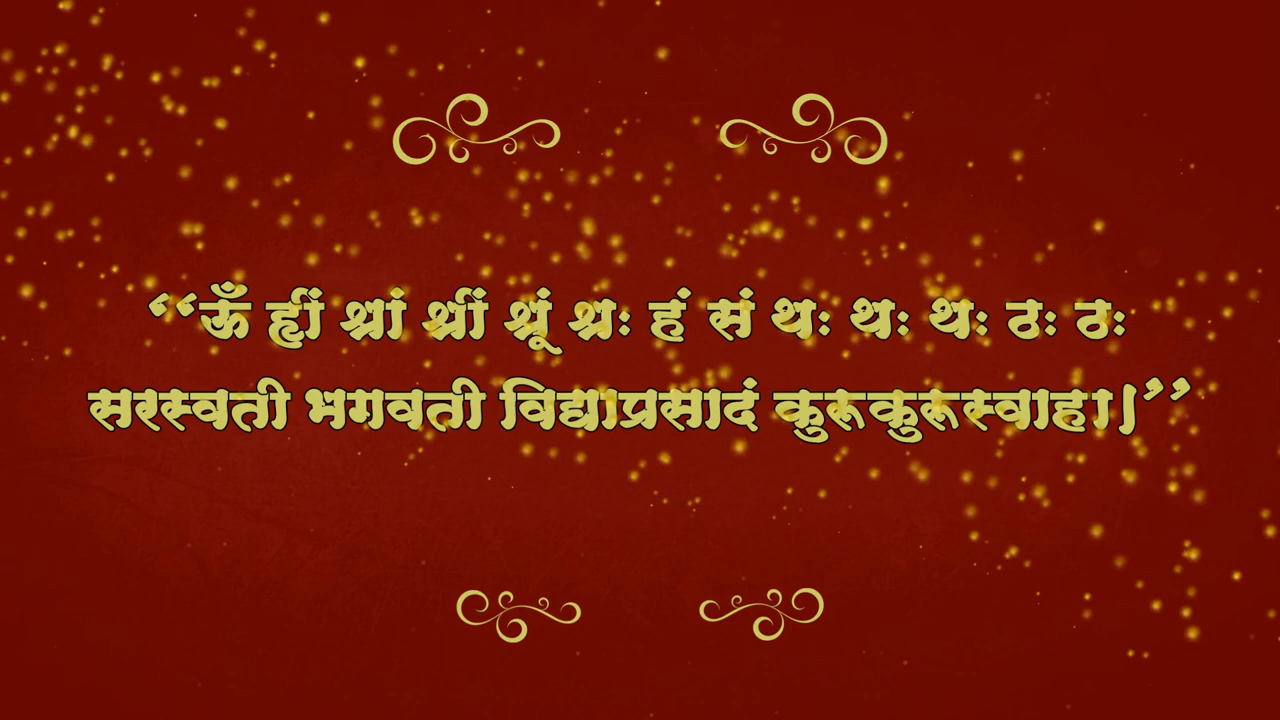 “ॐ ह्रीं श्रां श्रीं श्रूं श्रः हं सं थः थः थः ठः ठः
सरस्वती भगवती विद्याप्रसादं कुरूकुरूस्वाहा।”